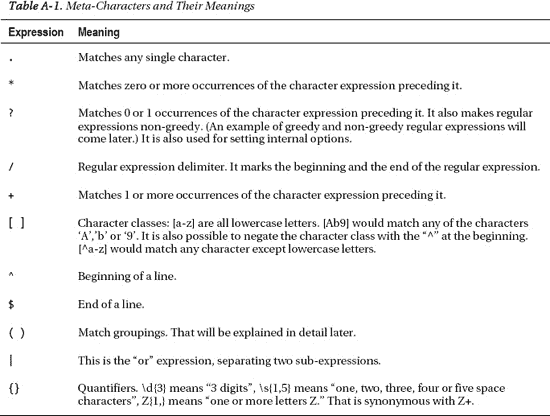 Table A-1. Meta-Characters and Their Meanings
Expression Meaning
. Matches any single character.
* Matches zero or more occurrences of the character expression preceding it.
? Matches 0 or 1 occurrences of the character expression preceding it. It also makes regular
expressions non-greedy. (An example of greedy and non-greedy regular expressions will
come later.) It is also used for setting internal options.
/ Regular expression delimiter. It marks the beginning and the end of the regular expression.
+ Matches 1 or more occurrences of the character expression preceding it.
[ ] Character classes: [a-z] are all lowercase letters. [Ab9] would match any of the characters
‘A’,’b’ or ‘9’. It is also possible to negate the character class with the “^” at the beginning.
[^a-z] would match any character except lowercase letters.
^ Beginning of a line.
$ End of a line.
( ) Match groupings. That will be explained in detail later.
| This is the “or” expression, separating two sub-expressions.
{} Quantifiers. \d{3} means “3 digits”, \s{1,5} means “one, two, three, four or five space
characters”, Z{1,} means “one or more letters Z.” That is synonymous with Z+.